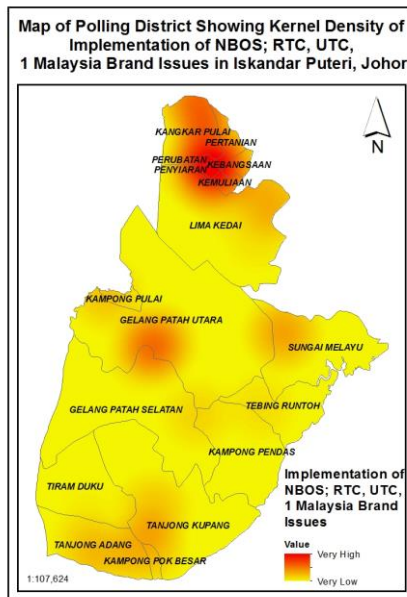 Map of Polling District Showing Kernel Density of
Implementation of NBOS; RTC, UTC,
1 Malaysia Brand Issues in Iskandar Puteri, Johor
N
KANGKAR PULAI
PERTANIAN
PERUBATAN
KEBANGSAAN
PENYIARAN
KEMULIAAN
LIMA KEDAI
KAMPONG PULAI
GELANG PATAH UTARA
SUNGAI MELAYU
GELANG PATAH SELATAN
TEBING RUNTOH
KAMPONG PENDAS
TIRAM DUKU
TANJONG KUPANG
TANJONG ADANG
KAMPONG POK BESAR
Implementation of
NBOS; RTC, UTC,
1 Malaysia Brand
Issues
Value
Very High
Very Low
1:107,624